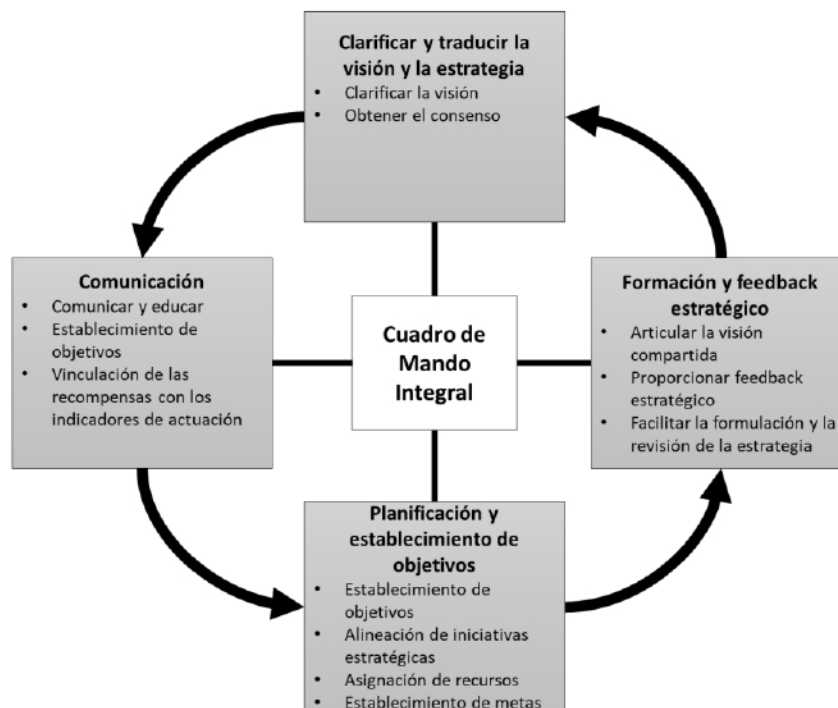 Clarificar y traducir la
visión y la estrategia
• Clarificar la visión
• Obtener el consenso
Comunicación
• Comunicar y educar
• Establecimiento de
objetivos
• Vinculación de las
recompensas con los
indicadores de actuación
Cuadro de
Mando
Integral
Formación y feedback
estratégico
• Articular la visión
compartida
• Proporcionar feedback
estratégico
• Facilitar la formulación y la
revisión de la estrategia
Planificación y
establecimiento de
objetivos
• Establecimiento de
objetivos
• Alineación de iniciativas
estratégicas
• Asignación de recursos
• Establecimiento de metas